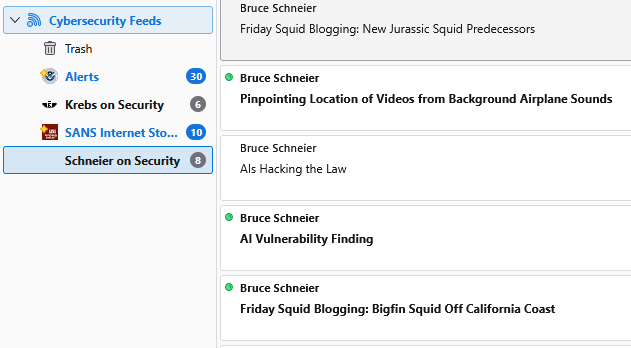 Cybersecurity Feeds
Trash
Alerts 30
Krebs on Security 6
SANS Internet Sto... 10
Schneier on Security 8
Bruce Schneier
Friday Squid Blogging: New Jurassic Squid Predecessors
Bruce Schneier
Pinpointing Location of Videos from Background Airplane Sounds
Bruce Schneier
AIs Hacking the Law
Bruce Schneier
AI Vulnerability Finding
Bruce Schneier
Friday Squid Blogging: Bigfin Squid Off California Coast